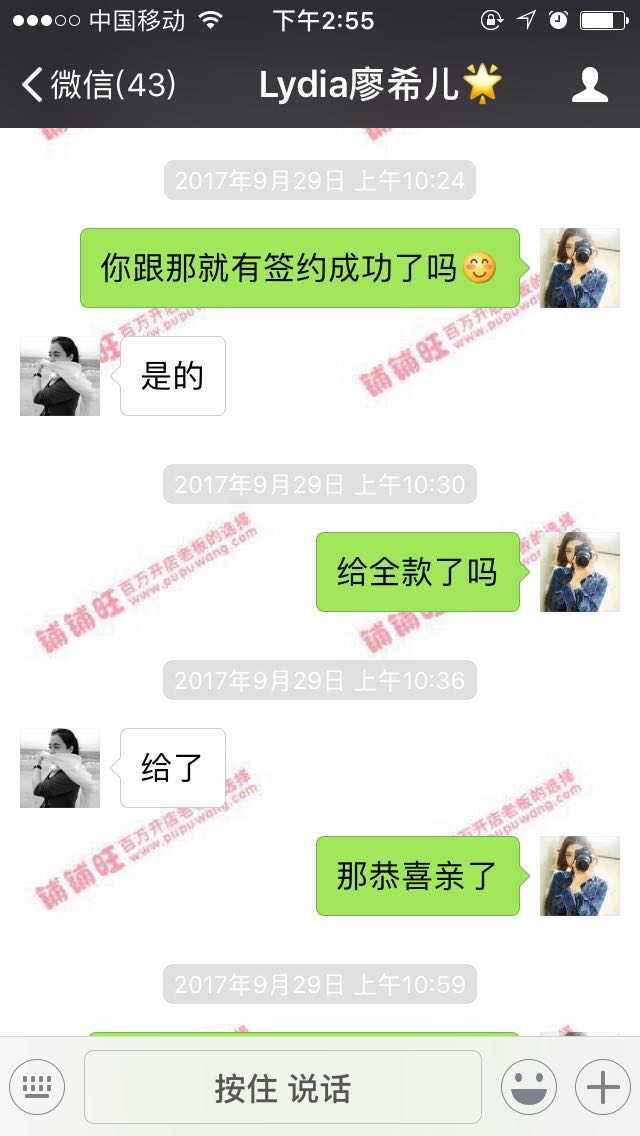 中国移动
下午2:55
微信(43)
Lydia廖希儿🌟
2017年9月29日 上午10:24
你跟那就有签约成功了吗😊
是的
铺铺旺百万开店老板的选择
www.pupuwang.com
2017年9月29日 上午10:30
给全款了吗
铺铺旺百万开店老板的选择
www.pupuwang.com
2017年9月29日 上午10:36
给了
铺铺旺百万开店老板的选择
www.pupuwang.com
那恭喜亲了
2017年9月29日 上午10:59
按住 说话